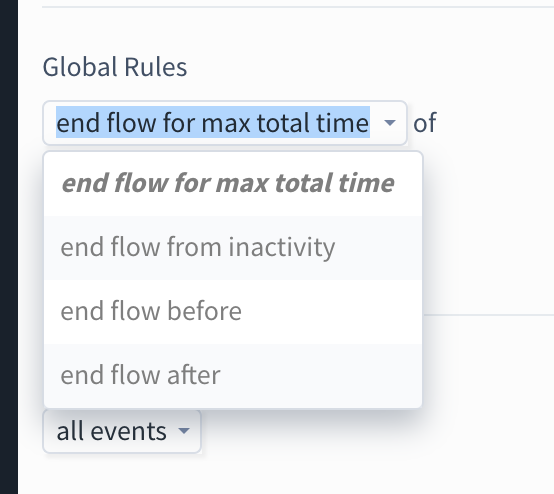 Global Rules
end flow for max total time of
end flow for max total time
end flow from inactivity
end flow before
end flow after
all events